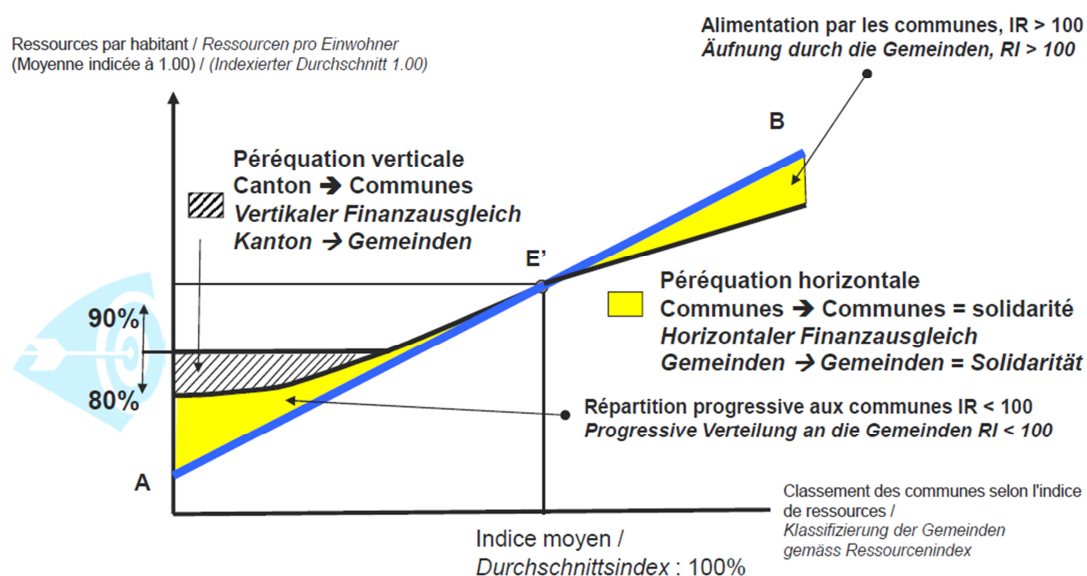 Alimentation par les communes, IR > 100
Äufnung durch die Gemeinden, RI > 100
Ressources par habitant / Ressourcen pro Einwohner
(Moyenne indicée à 1.00) / (Indexierter Durchschnitt 1.00)
B
Péréquation verticale
Canton → Communes
Vertikaler Finanzausgleich
Kanton → Gemeinden
E’
Péréquation horizontale
Communes → Communes = solidarité
Horizontaler Finanzausgleich
Gemeinden → Gemeinden = Solidarität
90%
80%
Répartition progressive aux communes IR < 100
Progressive Verteilung an die Gemeinden RI < 100
A
Classement des communes selon l'indice
de ressources /
Klassifizierung der Gemeinden
gemäss Ressourcenindex
Indice moyen /
Durchschnittsindex : 100%